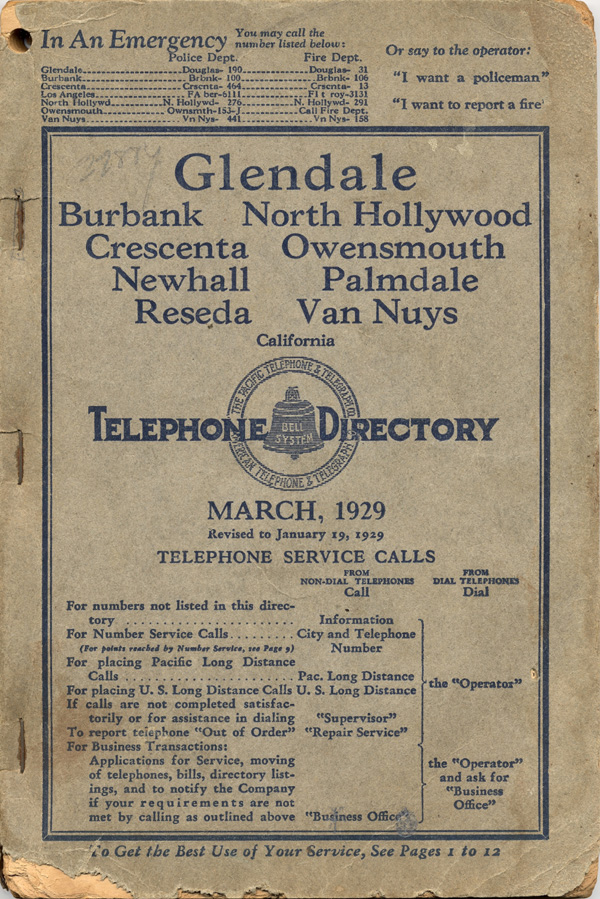 In An Emergency You may call the number listed below:
Police Dept. Fire Dept.
Glendale Douglas- 190 Douglas- 31
Burbank Brbnk- 100 Brbnk- 106
Crescenta Crscnta- 464 Crscnta- 13
Los Angeles FA ber-6111 FI t roy-3131
North Hollywd N. Hollywd- 276 N. Hollywd- 291
Owensmouth Ownsmth-153-J Call Fire Dept.
Van Nuys Vn Nys- 441 Vn Nys- 158
Or say to the operator:
"I want a policeman"
"I want to report a fire'
Glendale
Burbank North Hollywood
Crescenta Owensmouth
Newhall Palmdale
Reseda Van Nuys
California
THE PACIFIC TELEPHONE & TELEGRAPH CO.
BELL
SYSTEM
AMERICAN TELEPHONE & TELEGRAPH
TELEPHONE DIRECTORY
MARCH, 1929
Revised to January 19, 1929
TELEPHONE SERVICE CALLS
FROM NON-DIAL TELEPHONES Call
FROM DIAL TELEPHONES Dial
For numbers not listed in this direc-
tory ........................ Information
For Number Service Calls......... City and Telephone
(For points reached by Number Service, see Page 9) Number
For placing Pacific Long Distance
Calls ........................ Pac. Long Distance
For placing U. S. Long Distance Calls U. S. Long Distance
the "Operator"
If calls are not completed satisfac-
torily or for assistance in dialing "Supervisor"
To report telephone "Out of Order" "Repair Service"
For Business Transactions:
Applications for Service, moving
of telephones, bills, directory list-
ings, and to notify the Company
if your requirements are not
met by calling as outlined above "Business Office"
the "Operator"
and ask for
"Business
Office"
To Get the Best Use of Your Service, See Pages 1 to 12